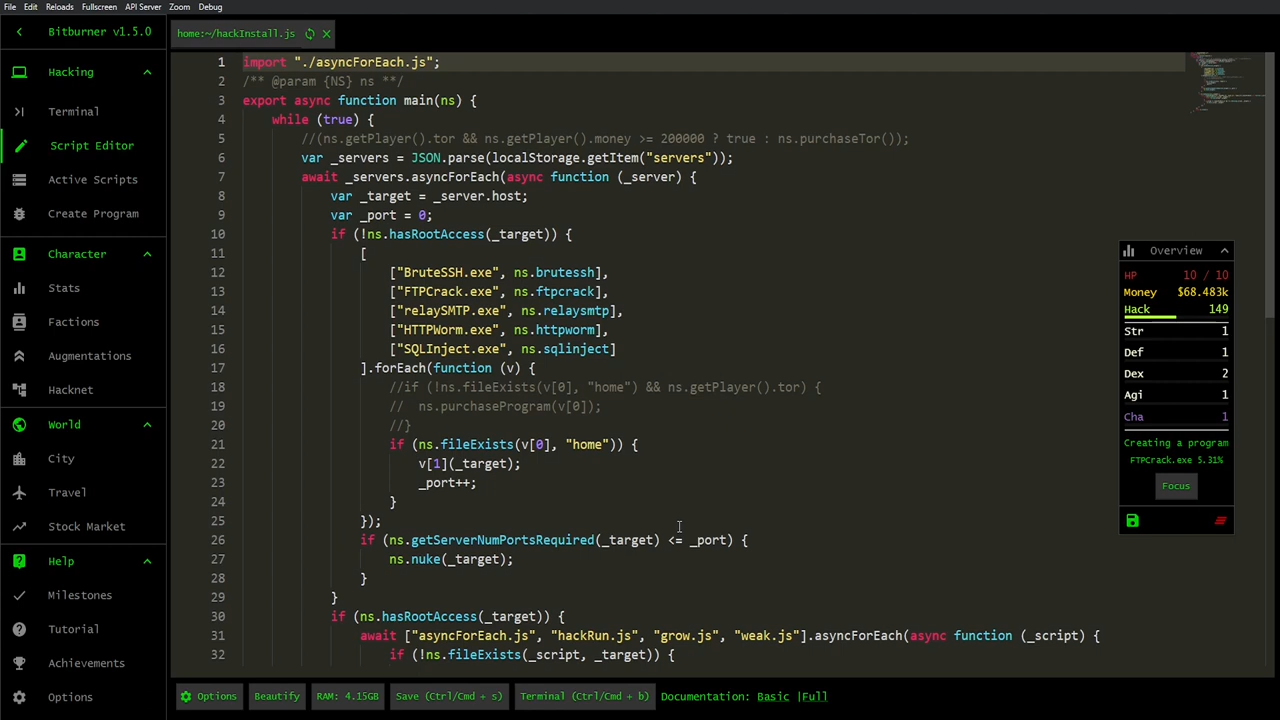 File Edit Reloads Fullscreen API Server Zoom Debug
Bitburner v1.5.0
Hacking
Terminal
Script Editor
Active Scripts
Create Program
Character
Stats
Factions
Augmentations
Hacknet
World
City
Travel
Stock Market
Help
Milestones
Tutorial
Achievements
Options
home:~/hackInstall.js
1 import "./asyncForEach.js";
2 /** @param {NS} ns **/
3 export async function main(ns) {
4 while (true) {
5 //(ns.getPlayer().tor && ns.getPlayer().money >= 200000 ? true : ns.purchaseTor());
6 var _servers = JSON.parse(localStorage.getItem("servers"));
7 await _servers.asyncForEach(async function (_server) {
8 var _target = _server.host;
9 var _port = 0;
10 if (!ns.hasRootAccess(_target)) {
11 [
12 ["BruteSSH.exe", ns.brutessh],
13 ["FTPCrack.exe", ns.ftpcrack],
14 ["relaySMTP.exe", ns.relaysmtp],
15 ["HTTPWorm.exe", ns.httpworm],
16 ["SQLInject.exe", ns.sqlinject]
17 ].forEach(function (v) {
18 //if (!ns.fileExists(v[0], "home") && ns.getPlayer().tor) {
19 //  ns.purchaseProgram(v[0]);
20 //}
21 if (ns.fileExists(v[0], "home")) {
22 v[1](_target);
23 _port++;
24 }
25 });
26 if (ns.getServerNumPortsRequired(_target) <= _port) {
27 ns.nuke(_target);
28 }
29 }
30 if (ns.hasRootAccess(_target)) {
31 await ["asyncForEach.js", "hackRun.js", "grow.js", "weak.js"].asyncForEach(async function (_script) {
32 if (!ns.fileExists(_script, _target)) {
Overview
HP 10 / 10
Money $68.483k
Hack 149
Str 1
Def 1
Dex 2
Agi 1
Cha 1
Creating a program
FTPCrack.exe 5.31%
Focus
Options Beautify RAM: 4.15GB Save (Ctrl/Cmd + s) Terminal (Ctrl/Cmd + b) Documentation: Basic |Full